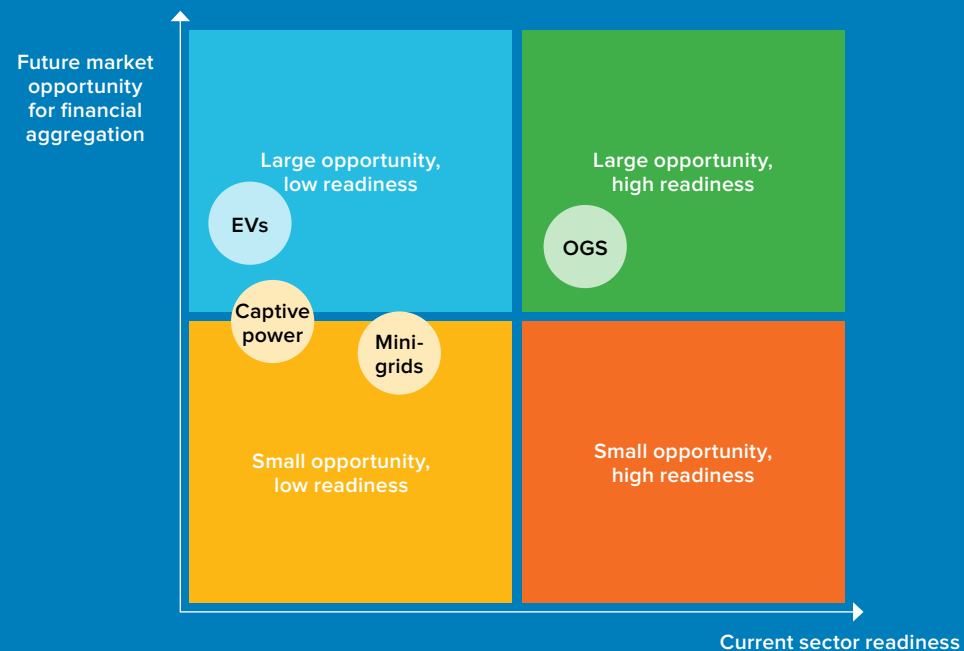 Future market
opportunity
for financial
aggregation
Large opportunity,
low readiness
Large opportunity,
high readiness
EVs
OGS
Captive
power
Mini-
grids
Small opportunity,
low readiness
Small opportunity,
high readiness
Current sector readiness